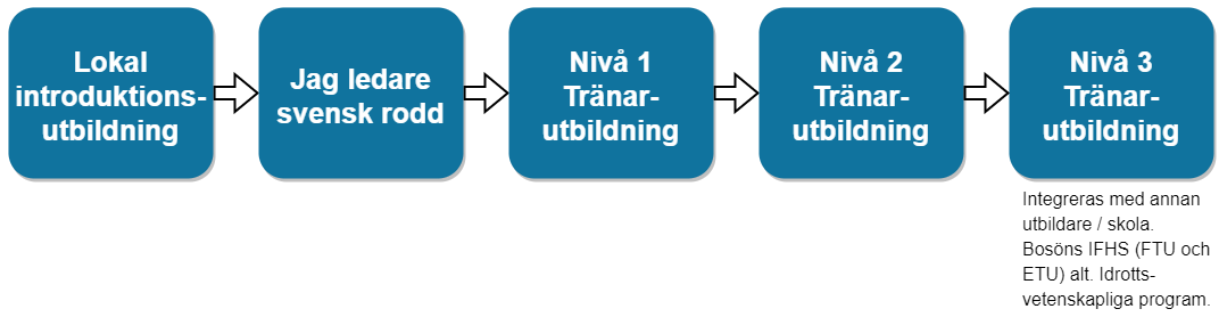 Lokal
introduktions-
utbildning
Jag ledare
svensk rodd
Nivå 1
Tränar-
utbildning
Nivå 2
Tränar-
utbildning
Nivå 3
Tränar-
utbildning
Integreras med annan
utbildare / skola.
Bosöns IFHS (FTU och
ETU) alt. Idrotts-
vetenskapliga program.